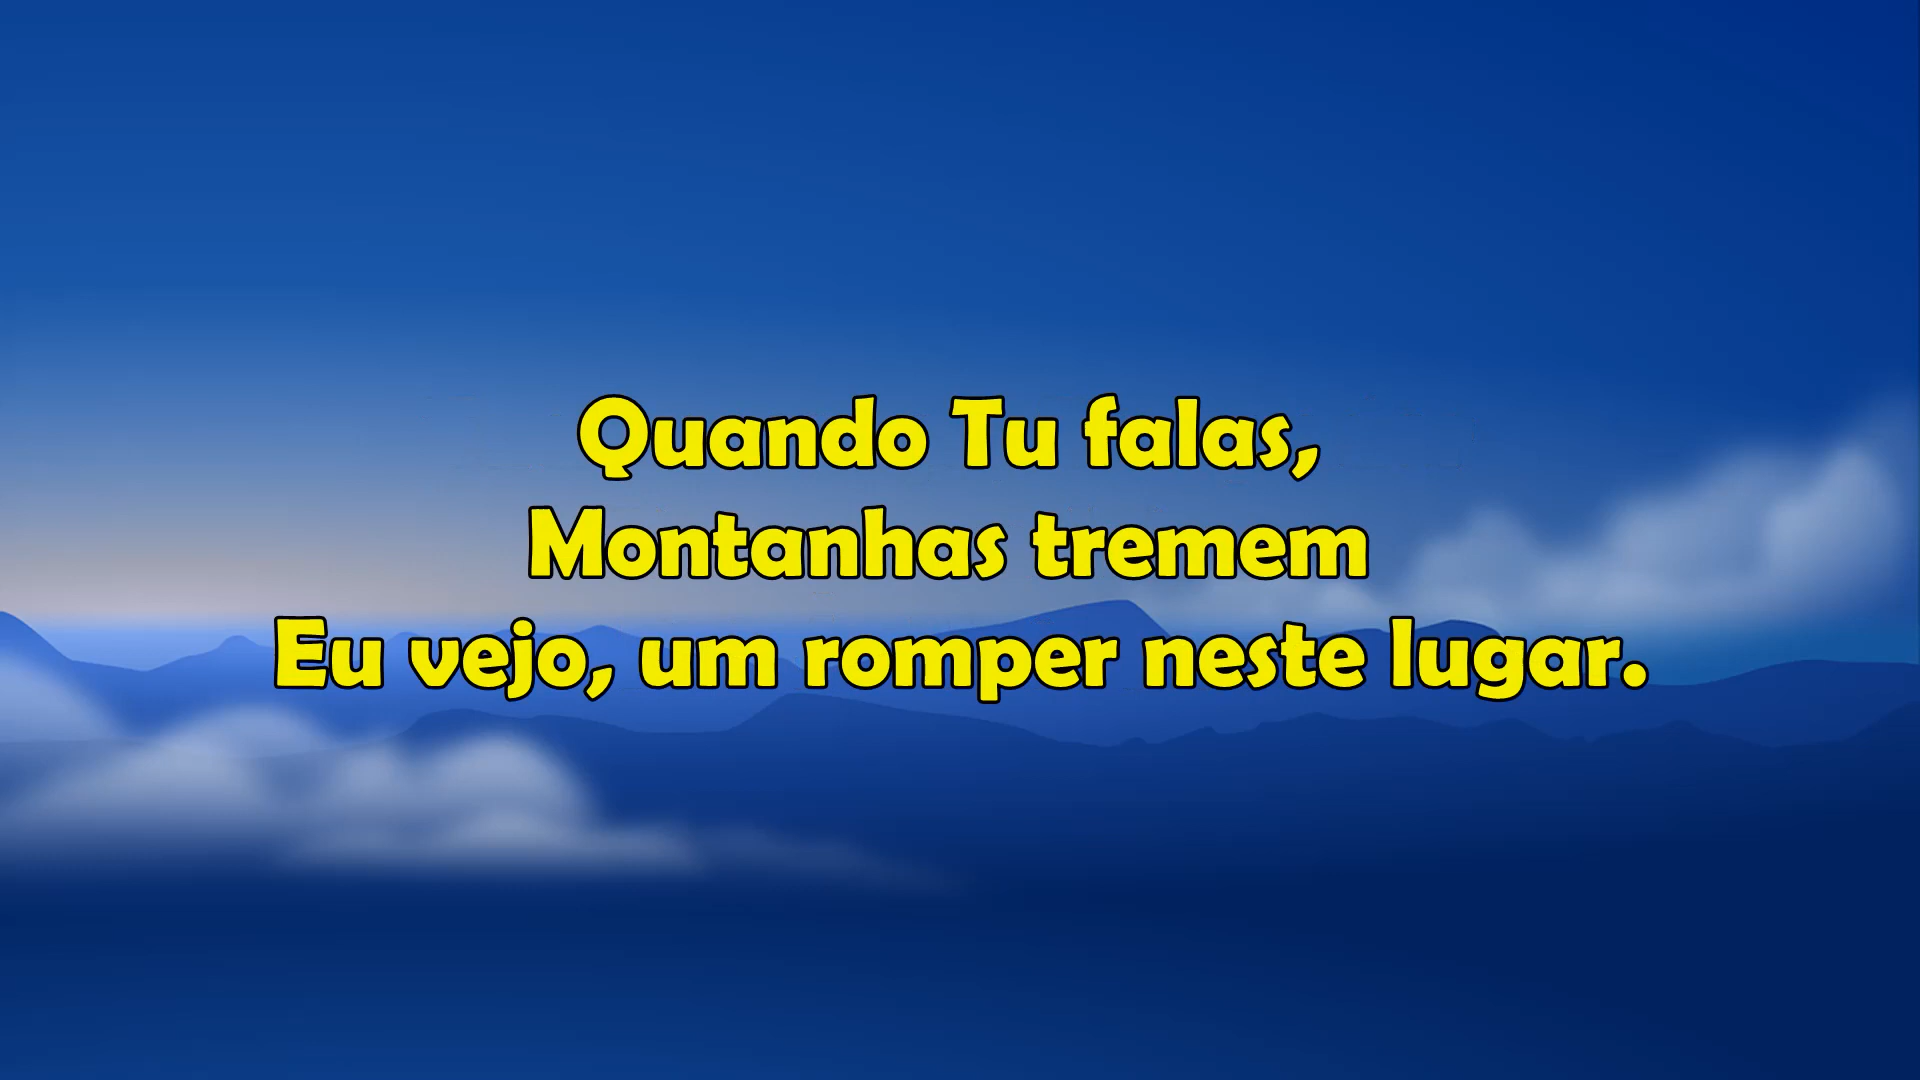 Quando Tu falas,
Montanhas tremem
Eu vejo, um romper neste lugar.